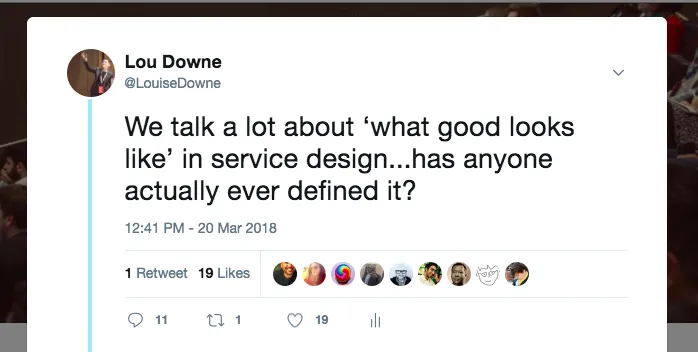 Lou Downe
@LouiseDowne
We talk a lot about ‘what good looks
like’ in service design...has anyone
actually ever defined it?
12:41 PM - 20 Mar 2018
1 Retweet 19 Likes
11 1 19